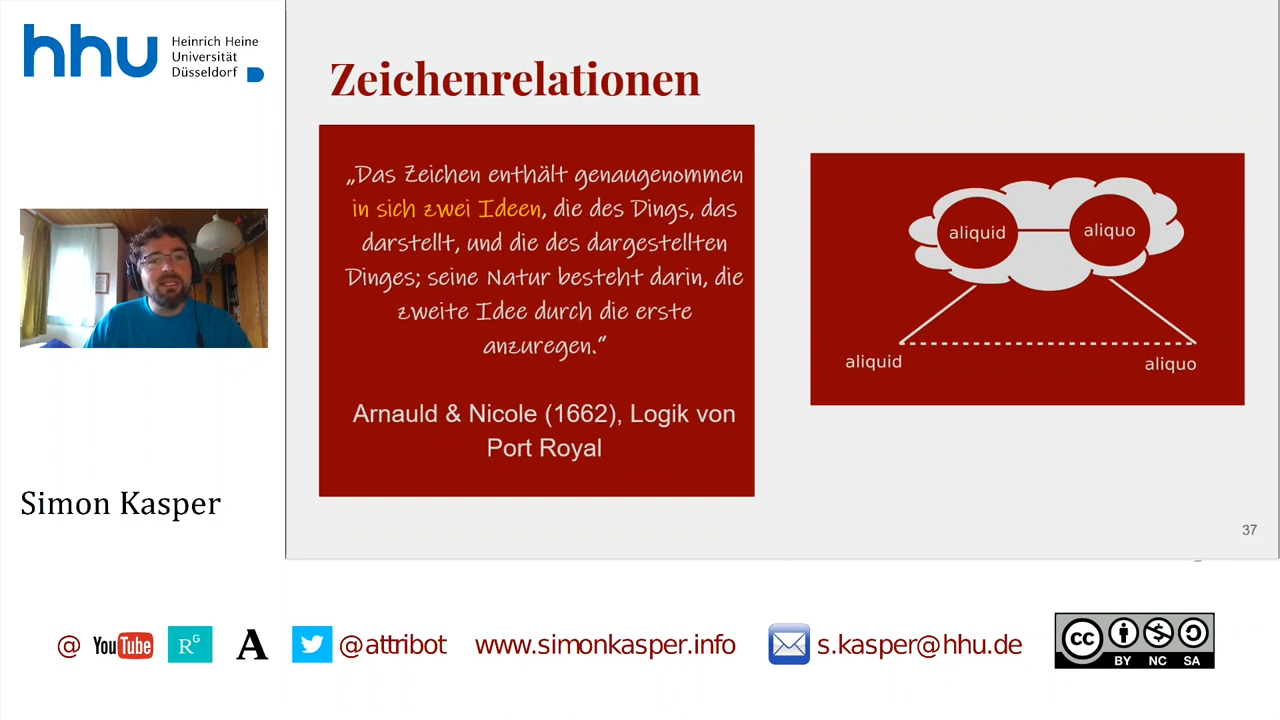 hhu Heinrich Heine
Universität
Düsseldorf
Zeichenrelationen
„Das Zeichen enthält genaugenommen
in sich zwei Ideen, die des Dings, das
darstellt, und die des dargestellten
Dinges; seine Natur besteht darin, die
zweite Idee durch die erste
anzuregen.“
Arnauld & Nicole (1662), Logik von
Port Royal
aliquid
aliquo
aliquid
aliquo
Simon Kasper
37
@ YouTube RG A @attribot www.simonkasper.info s.kasper@hhu.de cc BY NC SA